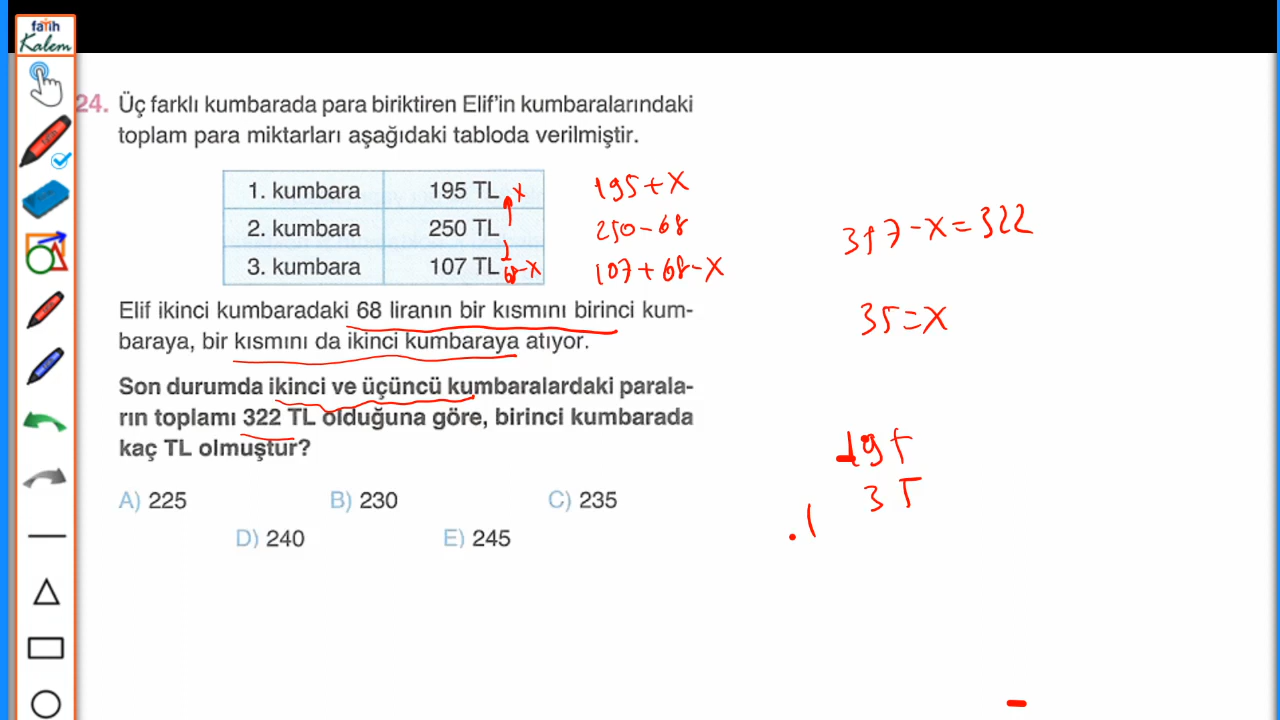 fatih
Kalem
24. Üç farklı kumbarada para biriktiren Elif'in kumbaralarındaki
toplam para miktarları aşağıdaki tabloda verilmiştir.
1. kumbara 195 TL x
2. kumbara 250 TL
3. kumbara 107 TL 68-x
195+x
250-68
107+68-x
357-x=322
35=x
Elif ikinci kumbaradaki 68 liranın bir kısmını birinci kum-
baraya, bir kısmını da ikinci kumbaraya atıyor.
Son durumda ikinci ve üçüncü kumbaralardaki parala-
rın toplamı 322 TL olduğuna göre, birinci kumbarada
kaç TL olmuştur?
195
35
A) 225 B) 230 C) 235
D) 240 E) 245